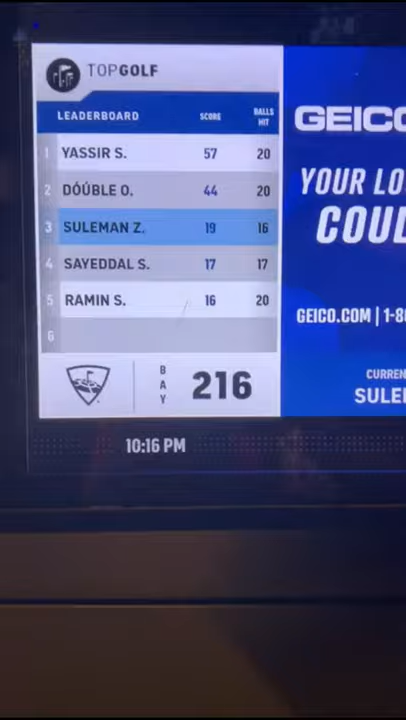 TOPGOLF
LEADERBOARD SCORE BALLS HIT
1 YASSIR S. 57 20
2 DÓÚBLE O. 44 20
3 SULEMAN Z. 19 16
4 SAYEDDAL S. 17 17
5 RAMIN S. 16 20
6
BAY 216
10:16 PM
GEICO
YOUR LO
COUL
GEICO.COM | 1-8
CURREN
SULE